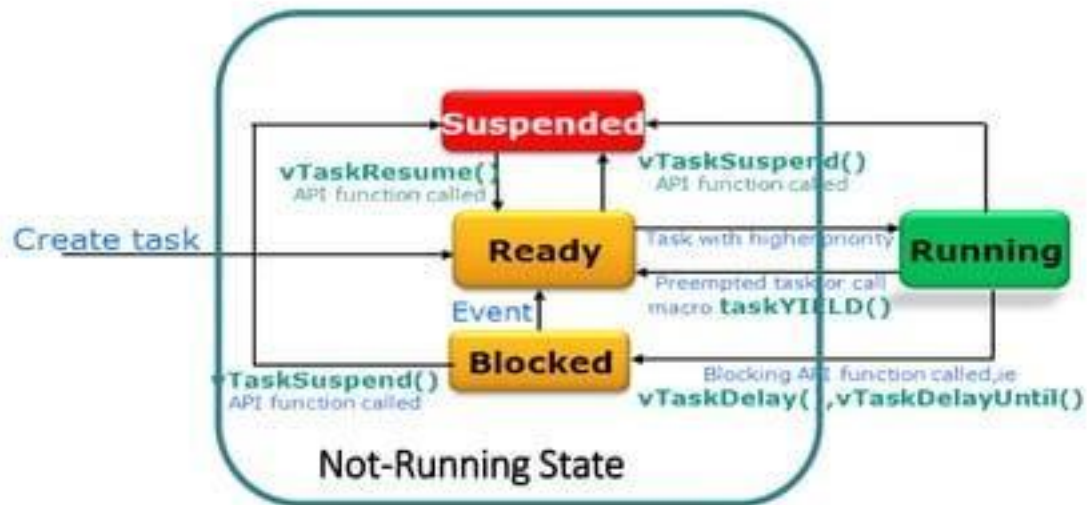 Suspended
vTaskResume()
API function called
vTaskSuspend()
API function called
Create task
Ready
Task with higher priority
Running
Preempted task or call
macro taskYIELD()
Event
Blocked
vTaskSuspend()
API function called
Blocking API function called,ie
vTaskDelay(),vTaskDelayUntil()
Not-Running State